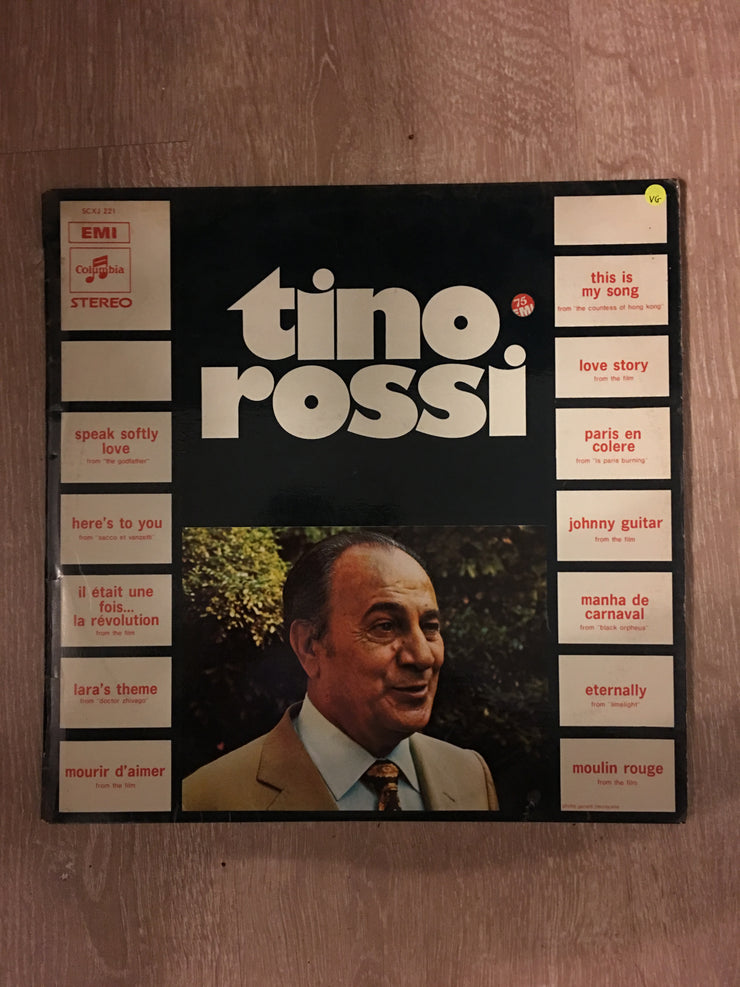 SCXJ 221
EMI
Columbia
STEREO
tino
rossi
75
EMI
VG
speak softly
love
from "the godfather"
here's to you
from "sacco et vanzetti"
il était une
fois...
la révolution
from the film
lara's theme
from "doctor zhivago"
mourir d'aimer
from the film
this is
my song
from "the countess of hong kong"
love story
from the film
paris en
colere
from "is paris burning"
johnny guitar
from the film
manha de
carnaval
from "black orpheus"
eternally
from "limelight"
moulin rouge
from the film
photo gerard